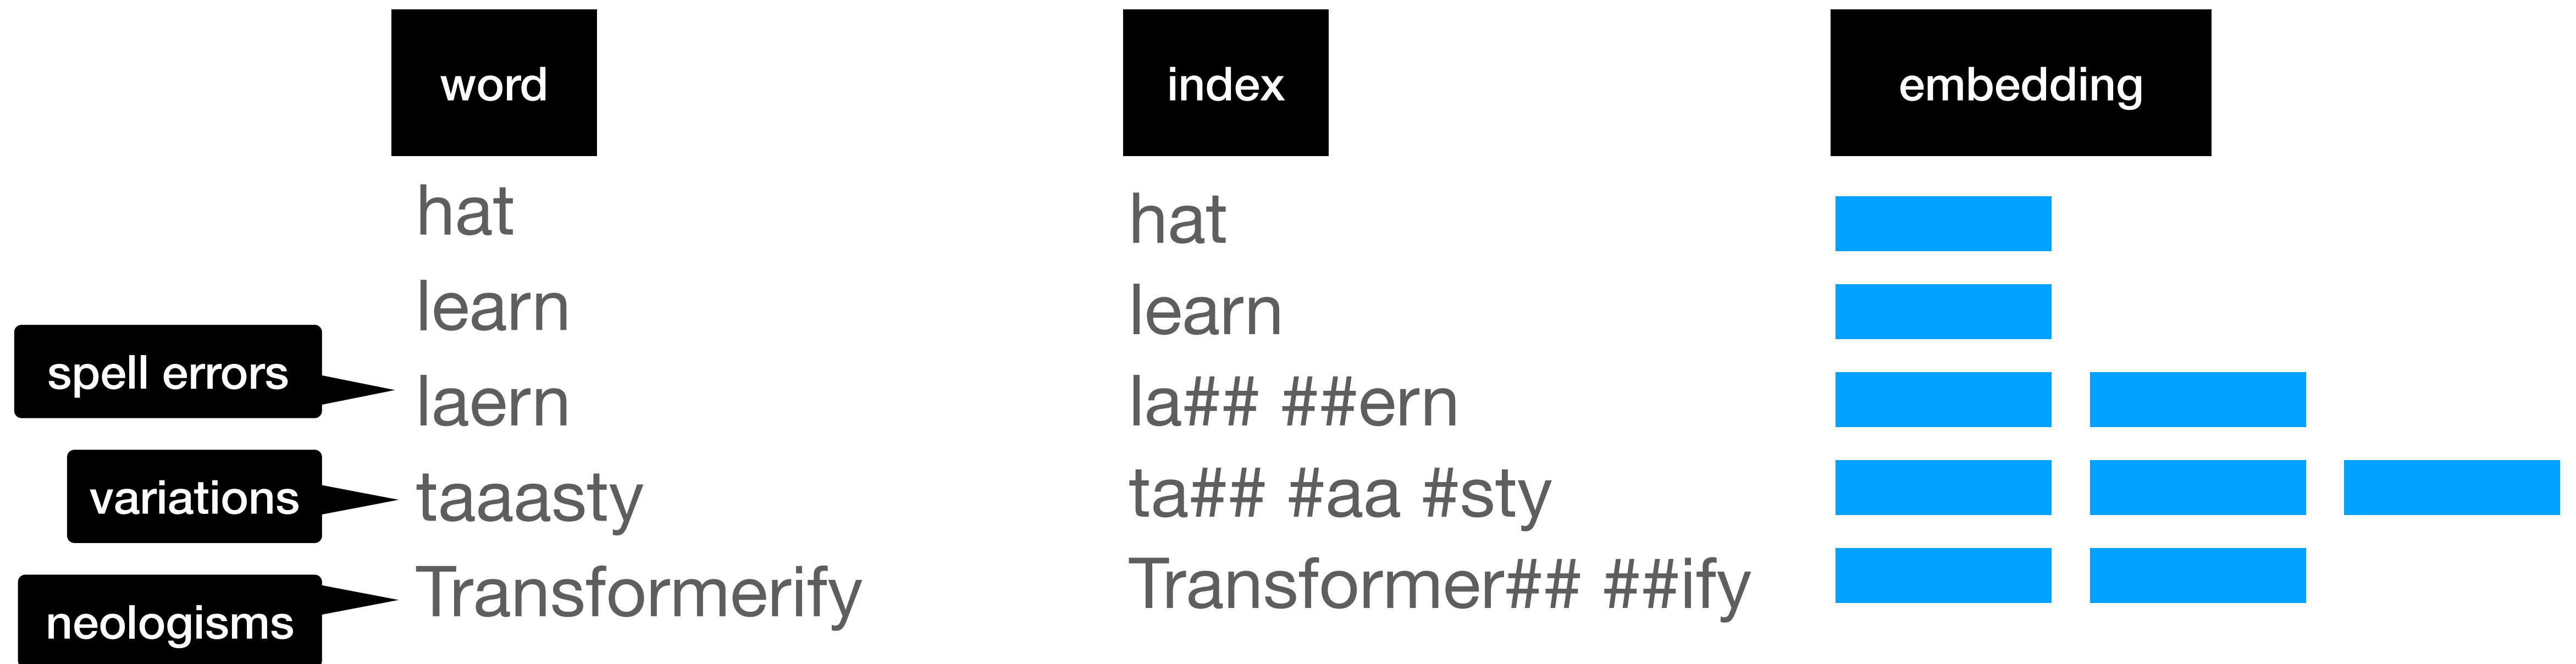 word index embedding
hat hat
learn learn
spell errors laern la## ##ern
variations taaasty ta## #aa #sty
neologisms Transformerify Transformer## ##ify